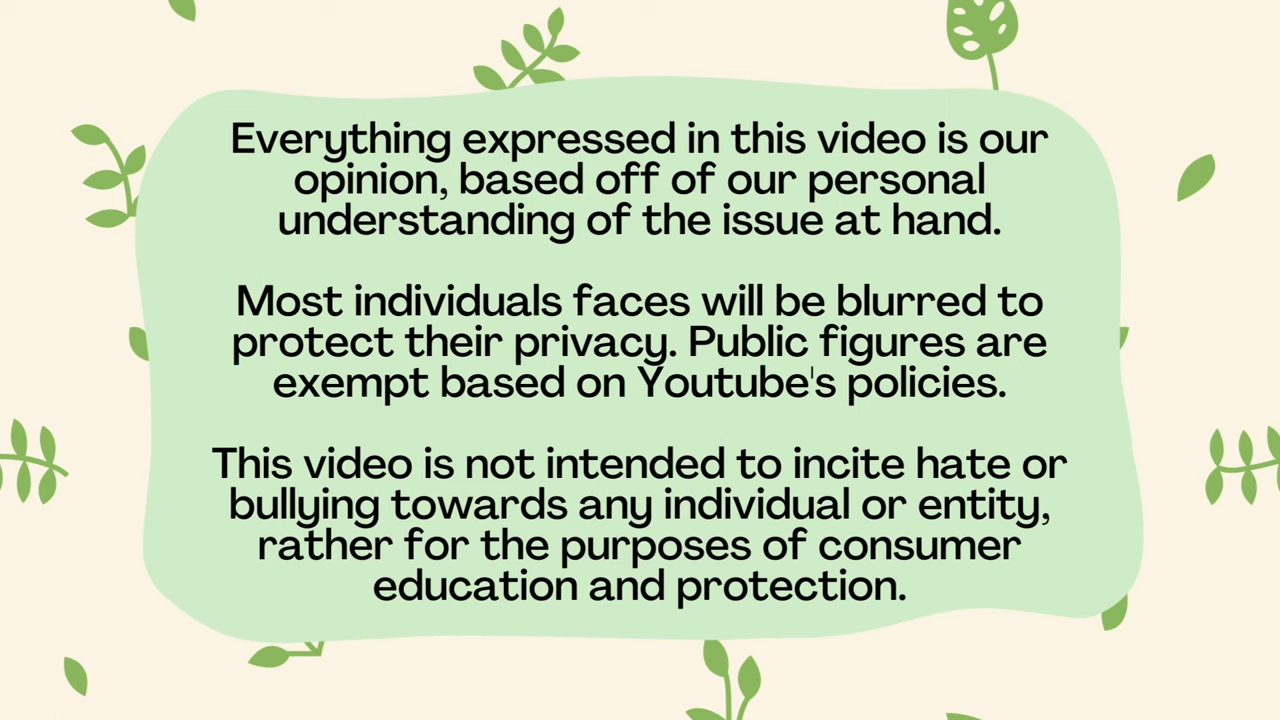 Everything expressed in this video is our
opinion, based off of our personal
understanding of the issue at hand.
Most individuals faces will be blurred to
protect their privacy. Public figures are
exempt based on Youtube's policies.
This video is not intended to incite hate or
bullying towards any individual or entity,
rather for the purposes of consumer
education and protection.